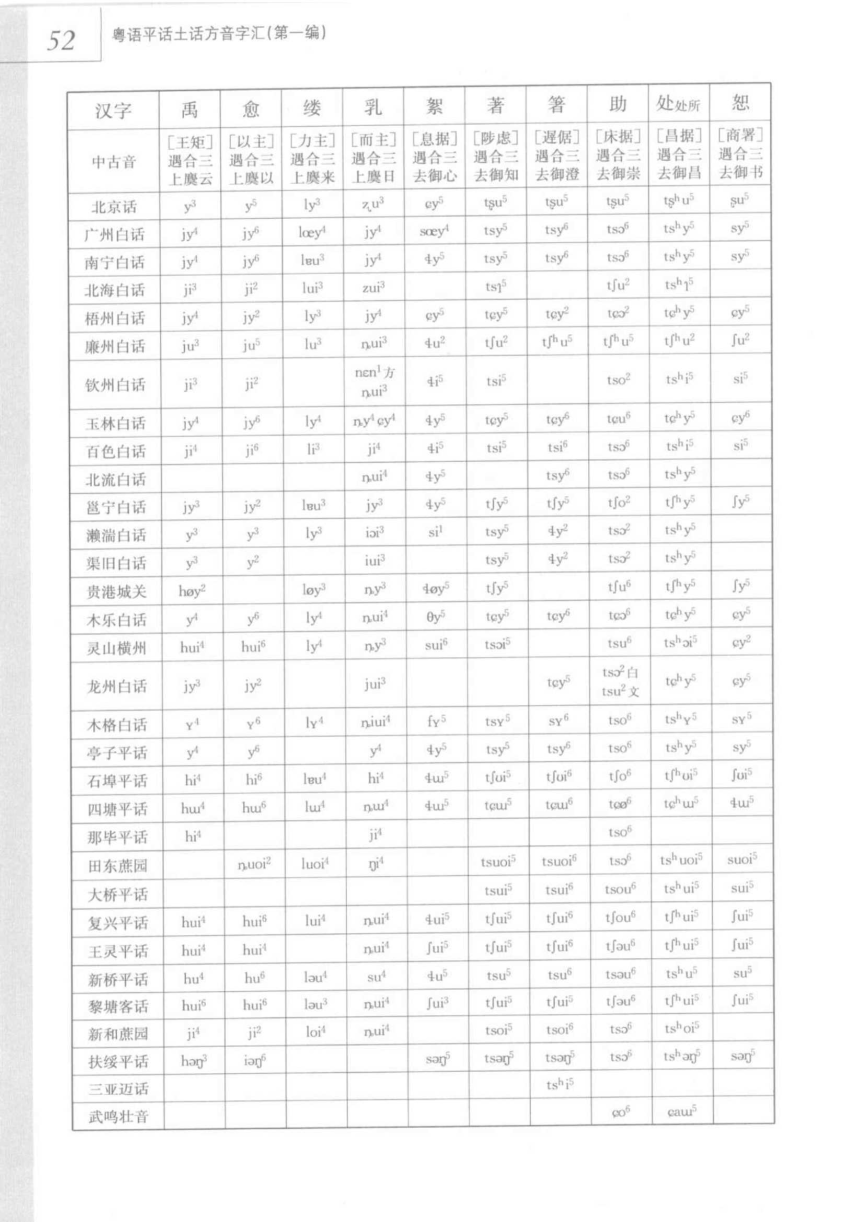 52
粤语平话土话方音字汇(第一编)
汉字 禹 愈 缕 乳 絮 著 箸 助 处处所 恕
中古音 [王矩]遇合三上麌云 [以主]遇合三上麌以 [力主]遇合三上麌来 [而主]遇合三上麌日 [息据]遇合三去御心 [陟虑]遇合三去御知 [遲倨]遇合三去御澄 [床据]遇合三去御崇 [昌据]遇合三去御昌 [商署]遇合三去御书
北京话 y³ y⁵ ly³ ʐu³ ɕy⁵ tʂu⁵ tʂu⁵ tʂu⁵ tʂʰu⁵ ʂu⁵
广州白话 jy⁴ jy⁶ lœy⁴ jy⁴ sœy⁴ tsy⁵ tsy⁶ tsɔ⁶ tsʰy⁵ sy⁵
南宁白话 jy⁴ jy⁶ lɐu³ jy⁴ ɬy⁵ tsy⁵ tsy⁶ tsɔ⁶ tsʰy⁵ sy⁵
北海白话 ji³ ji² lui³ zui³ tsɿ⁵ tʃu² tsʰɿ⁵
梧州白话 jy⁴ jy² ly³ jy⁴ ɕy⁵ tɕy⁵ tɕy² tɕɔ² tɕʰy⁵ ɕy⁵
廉州白话 ju³ ju⁵ lu³ ȵui³ ɬu² tʃu² tʃʰu⁵ tʃʰu⁵ tʃʰu² ʃu²
钦州白话 ji³ ji² nɛn¹方 ȵui³ ɬi⁵ tsi⁵ tso² tsʰi⁵ si⁵
玉林白话 jy⁴ jy⁶ ly⁴ ȵy⁴ ɕy⁴ ɬy⁵ tɕy⁵ tɕy⁶ tɕu⁶ tɕʰy⁵ ɕy⁶
百色白话 ji⁴ ji⁶ li³ ji⁴ ɬi⁵ tsi⁵ tsi⁶ tsɔ⁶ tsʰi⁵ si⁵
北流白话 ȵui⁴ ɬy⁵ tsy⁶ tsɔ⁶ tsʰy⁵
邕宁白话 jy³ jy² lɐu³ jy³ ɬy⁵ tʃy⁵ tʃy⁵ tʃo² tʃʰy⁵ ʃy⁵
濑湍白话 y³ y³ ly³ iɔi³ si¹ tsy⁵ ɬy² tsɔ² tsʰy⁵
渠旧白话 y³ y² iui³ tsy⁵ ɬy² tsɔ² tsʰy⁵
贵港城关 høy² løy³ ȵy³ ɬøy⁵ tʃy⁵ tʃu⁶ tʃʰy⁵ ʃy⁵
木乐白话 y⁴ y⁶ ly⁴ ȵui⁴ θy⁵ tɕy⁵ tɕy⁶ tɕɔ⁶ tɕʰy⁵ ɕy⁵
灵山横州 hui⁴ hui⁶ ly⁴ ȵy³ sui⁶ tsɔi⁵ tsu⁶ tsʰɔi⁵ ɕy²
龙州白话 jy³ jy² jui³ tɕy⁵ tsɔ²白 tsu²文 tɕʰy⁵ ɕy⁵
木格白话 ʏ⁴ ʏ⁶ lʏ⁴ ȵiui⁴ fʏ⁵ tsʏ⁵ sʏ⁶ tso⁶ tsʰʏ⁵ sʏ⁵
亭子平话 y⁴ y⁶ y⁴ ɬy⁵ tsy⁵ tsy⁶ tso⁶ tsʰy⁵ sy⁵
石埠平话 hi⁴ hi⁶ lɐu⁴ hi⁴ ɬɯ⁵ tʃʊi⁵ tʃʊi⁶ tʃo⁶ tʃʰʊi⁵ ʃʊi⁵
四塘平话 hɯ⁴ hɯ⁶ lɯ⁴ ȵɯ⁴ ɬɯ⁵ tɕɯ⁵ tɕɯ⁶ tɕø⁶ tɕʰɯ⁵ ɬɯ⁵
那毕平话 hi⁴ ji⁴ tso⁶
田东蔗园 ȵuoi² luoi⁴ ŋi⁴ tsuoi⁵ tsuoi⁶ tsɔ⁶ tsʰuoi⁵ suoi⁵
大桥平话 tsui⁵ tsui⁶ tsou⁶ tsʰui⁵ sui⁵
复兴平话 hui⁴ hui⁶ lui⁴ ȵui⁴ ɬui⁵ tʃui⁵ tʃui⁶ tʃou⁶ tʃʰui⁵ ʃui⁵
王灵平话 hui⁴ hui⁴ ȵui⁴ ʃui⁵ tʃui⁵ tʃui⁶ tʃəu⁶ tʃʰui⁵ ʃui⁵
新桥平话 hu⁴ hu⁶ ləu⁴ su⁴ ɬu⁵ tsu⁵ tsu⁶ tsəu⁶ tsʰu⁵ su⁵
黎塘客话 hui⁶ hui⁶ ləu³ ȵui⁴ ʃui³ tʃui⁵ tʃui⁵ tʃəu⁶ tʃʰui⁵ ʃui⁵
新和蔗园 ji⁴ ji² loi⁴ ȵui⁴ tsoi⁵ tsoi⁶ tsɔ⁶ tsʰoi⁵
扶绥平话 həŋ³ iəŋ⁶ səŋ⁵ tsəŋ⁵ tsəŋ⁵ tsɔ⁶ tsʰəŋ⁵ səŋ⁵
三亚迈话 tsʰi⁵
武鸣壮音 ɕo⁶ ɕaɯ⁵